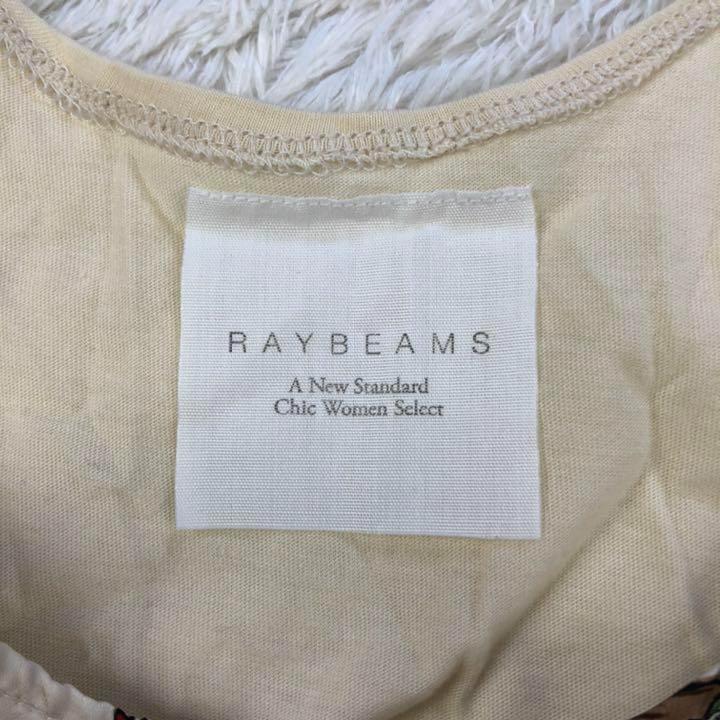 RAYBEAMS
A New Standard
Chic Women Select